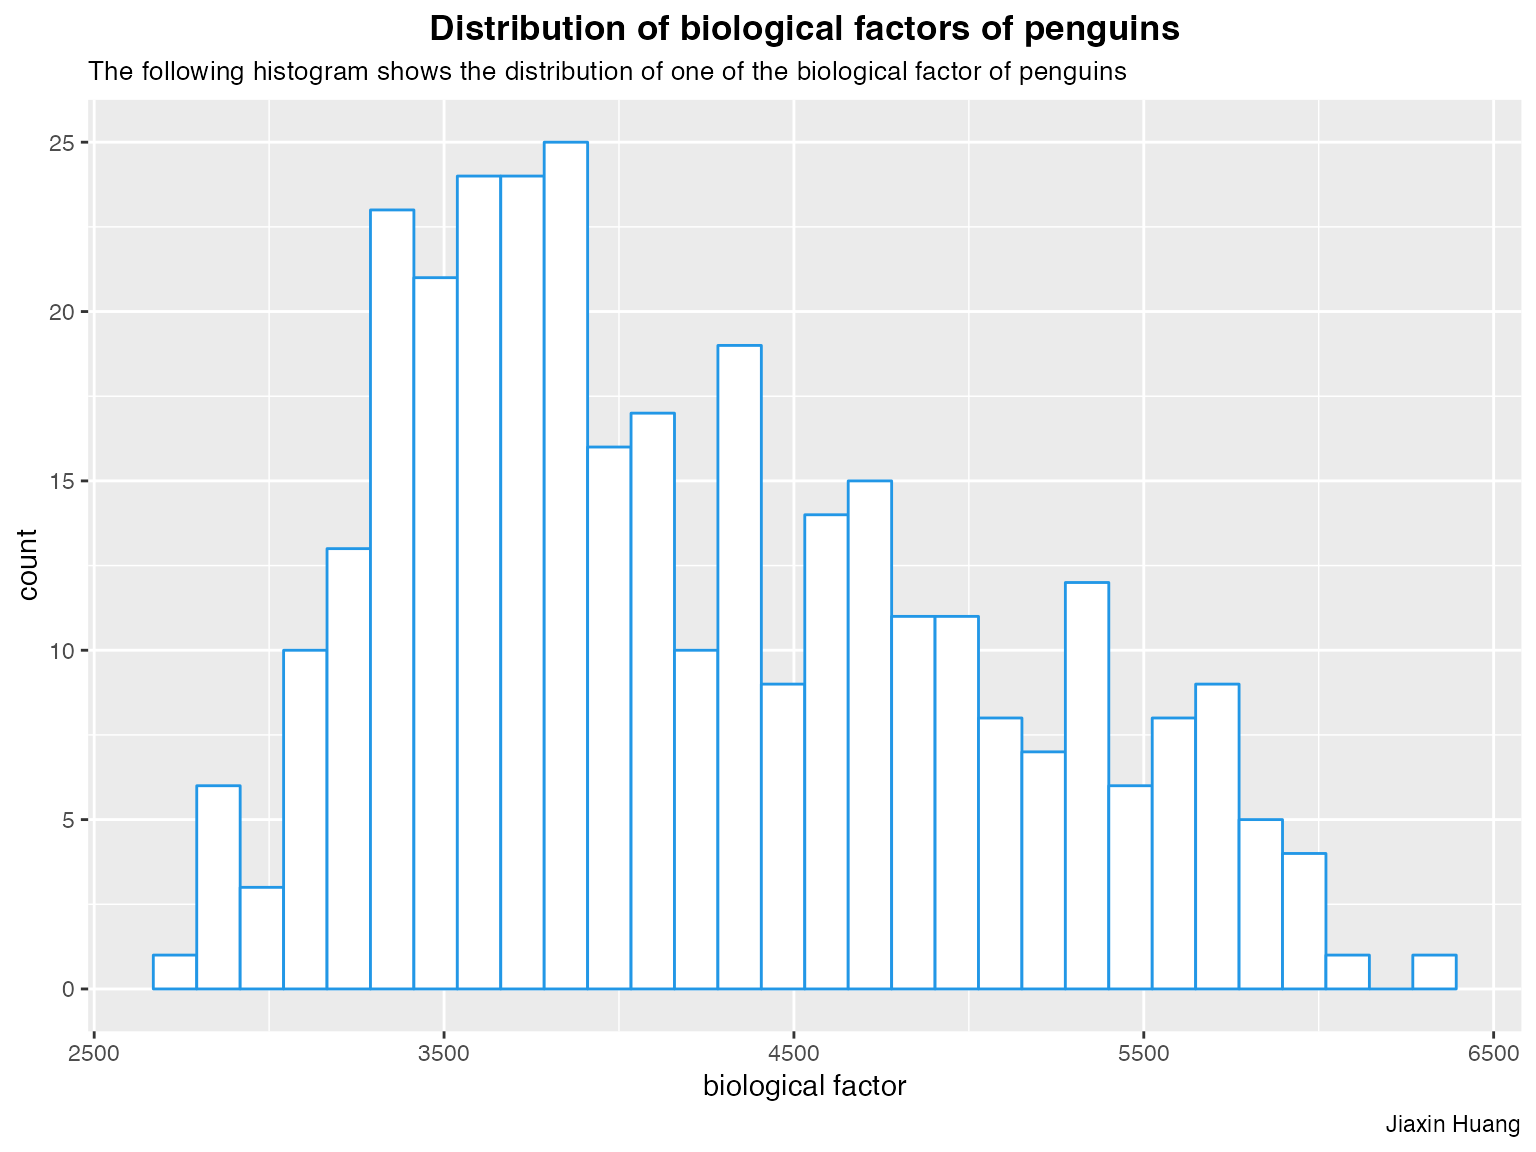 Distribution of biological factors of penguins
The following histogram shows the distribution of one of the biological factor of penguins
25
20
15
10
5
0
count
2500 3500 4500 5500 6500
biological factor
Jiaxin Huang